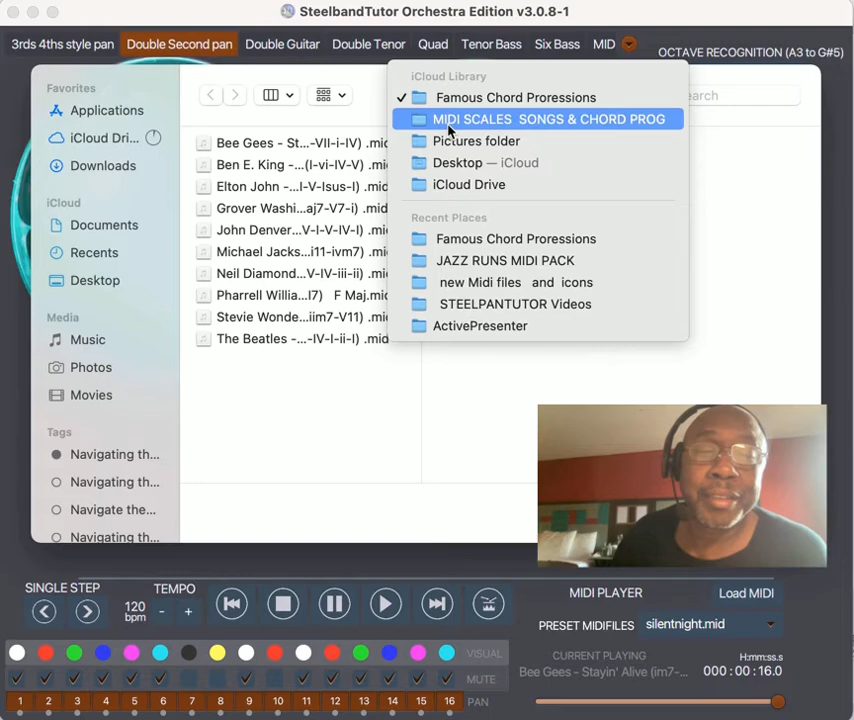 SteelbandTutor Orchestra Edition v3.0.8-1
3rds 4ths style pan Double Second pan Double Guitar Double Tenor Quad Tenor Bass Six Bass MID
OCTAVE RECOGNITION (A3 to G#5)
Favorites
Applications
iCloud Dri...
Downloads
iCloud
Documents
Recents
Desktop
Media
Music
Photos
Movies
Tags
Navigating th...
Navigating th...
Navigate the...
Navigating th...
Bee Gees - St...-VII-i-IV) .mid
Ben E. King -...(I-vi-IV-V) .mid
Elton John -...I-V-Isus-I) .mid
Grover Washi...aj7-V7-i) .mid
John Denver...V-IV-I-V-I) .mid
Michael Jacks...i11-ivm7) .mid
Neil Diamond...V-IV-iii-ii) .mid
Pharrell Willia...I7) F Maj.mid
Stevie Wonde...iim7-V11) .mid
The Beatles -...-IV-I-ii-I) .mid
iCloud Library
Famous Chord Proressions
MIDI SCALES SONGS & CHORD PROG
Pictures folder
Desktop — iCloud
iCloud Drive
Recent Places
Famous Chord Proressions
JAZZ RUNS MIDI PACK
new Midi files and icons
STEELPANTUTOR Videos
ActivePresenter
earch
SINGLE STEP
TEMPO
120
bpm
- +
MIDI PLAYER
Load MIDI
PRESET MIDIFILES
silentnight.mid
CURRENT PLAYING
H:mm:ss.s
Bee Gees - Stayin' Alive (im7-...
000:00:16.0
VISUAL
MUTE
1 2 3 4 5 6 7 8 9 10 11 12 13 14 15 16 PAN